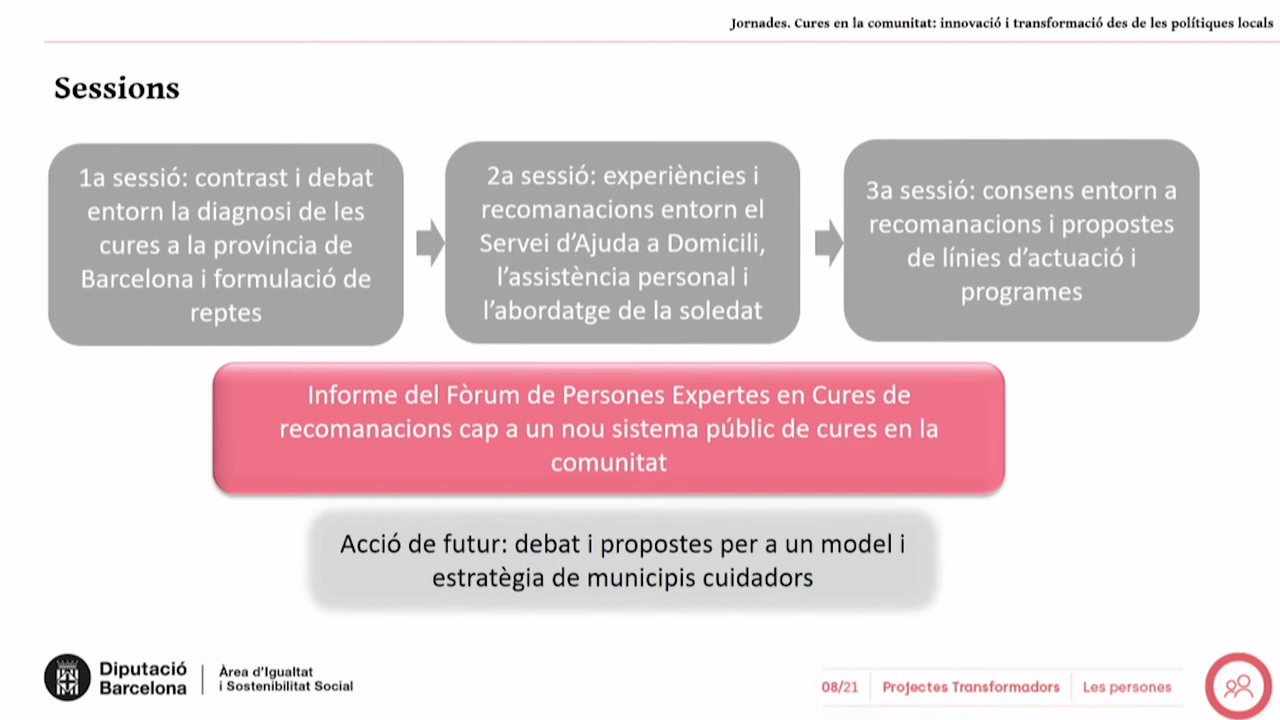 Jornades. Cures en la comunitat: innovació i transformació des de les polítiques locals
Sessions
1a sessió: contrast i debat
entorn la diagnosi de les
cures a la província de
Barcelona i formulació de
reptes
2a sessió: experiències i
recomanacions entorn el
Servei d'Ajuda a Domicili,
l'assistència personal i
l'abordatge de la soledat
3a sessió: consens entorn a
recomanacions i propostes
de línies d'actuació i
programes
Informe del Fòrum de Persones Expertes en Cures de
recomanacions cap a un nou sistema públic de cures en la
comunitat
Acció de futur: debat i propostes per a un model i
estratègia de municipis cuidadors
Diputació
Barcelona
Àrea d'Igualtat
i Sostenibilitat Social
08/21
Projectes Transformadors
Les persones